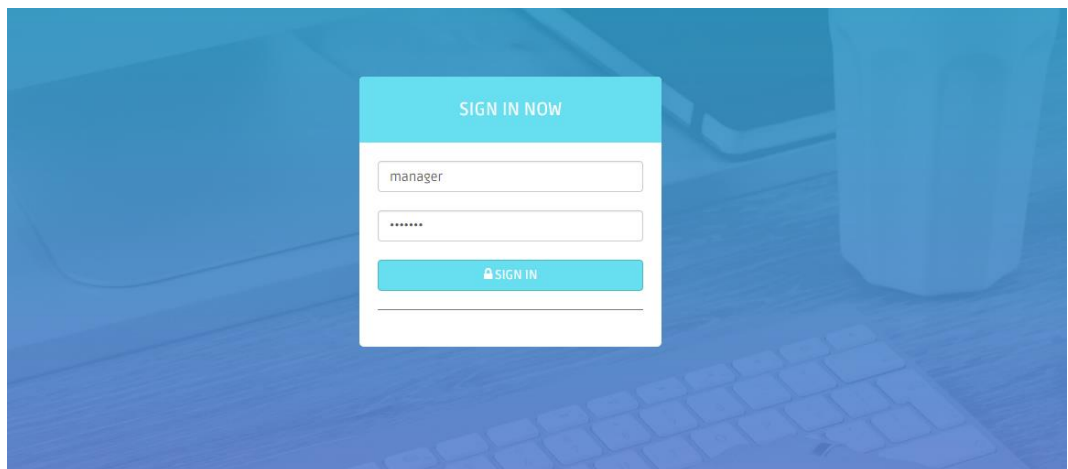 SIGN IN NOW
manager
•••••••
SIGN IN